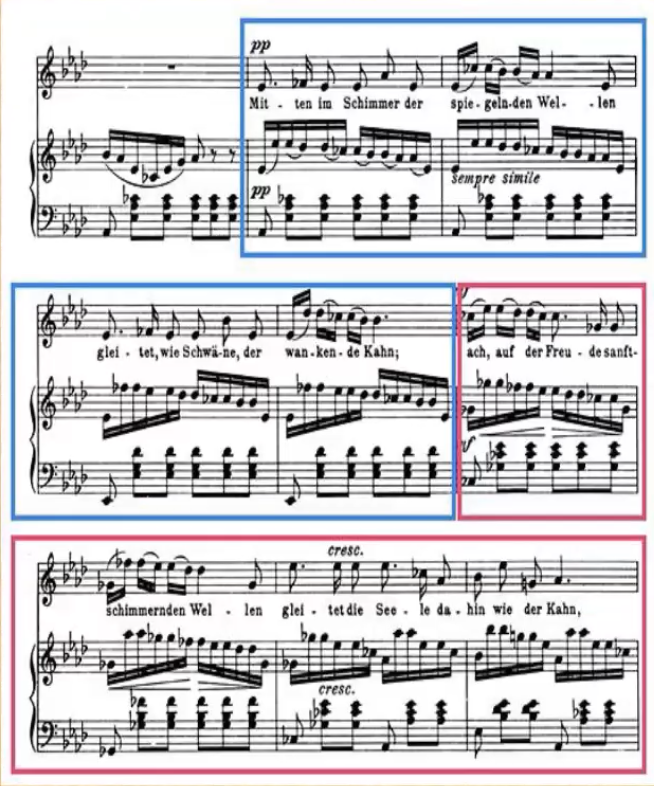 pp
Mit - ten im Schimmer der spie - geln-den Wel - - len
pp
sempre simile
glei - tet, wie Schwä-ne, der wan-ken-de Kahn;
ach, auf der Freu - de sanft-
cresc.
schimmernden Wel - len glei - tet die See - le da-hin wie der Kahn,
cresc.